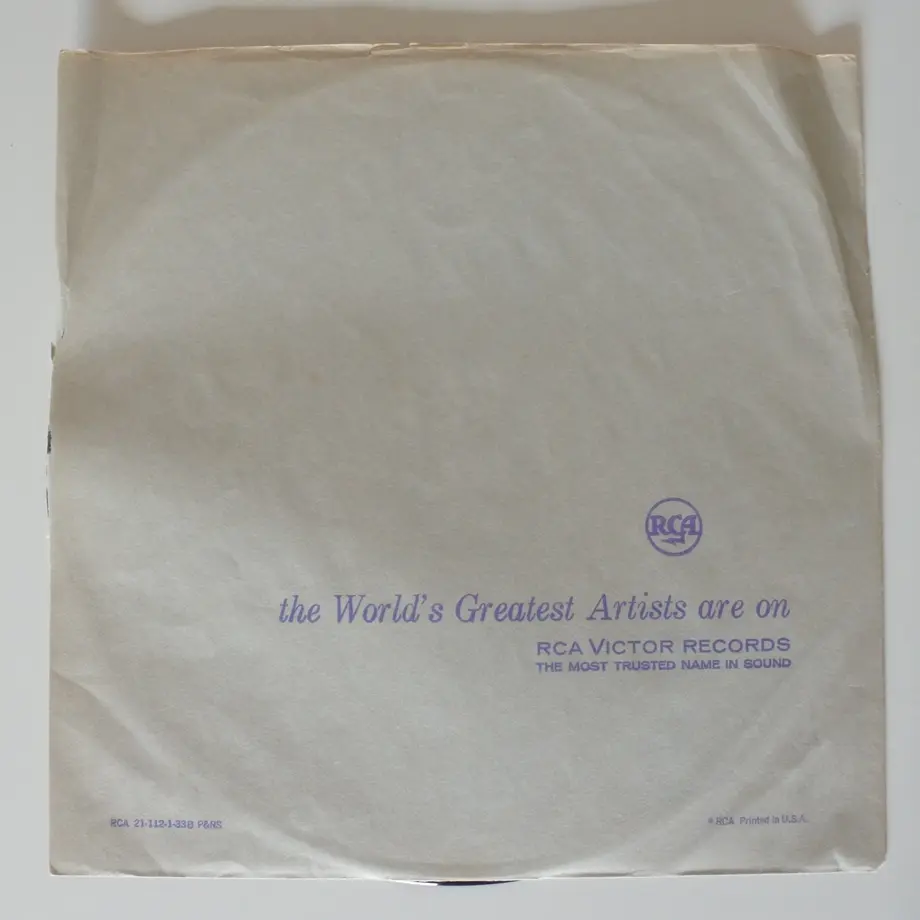 RCA
the World's Greatest Artists are on
RCA VICTOR RECORDS
THE MOST TRUSTED NAME IN SOUND
RCA 21-112-1-33B P&RS
® RCA Printed in U.S.A.